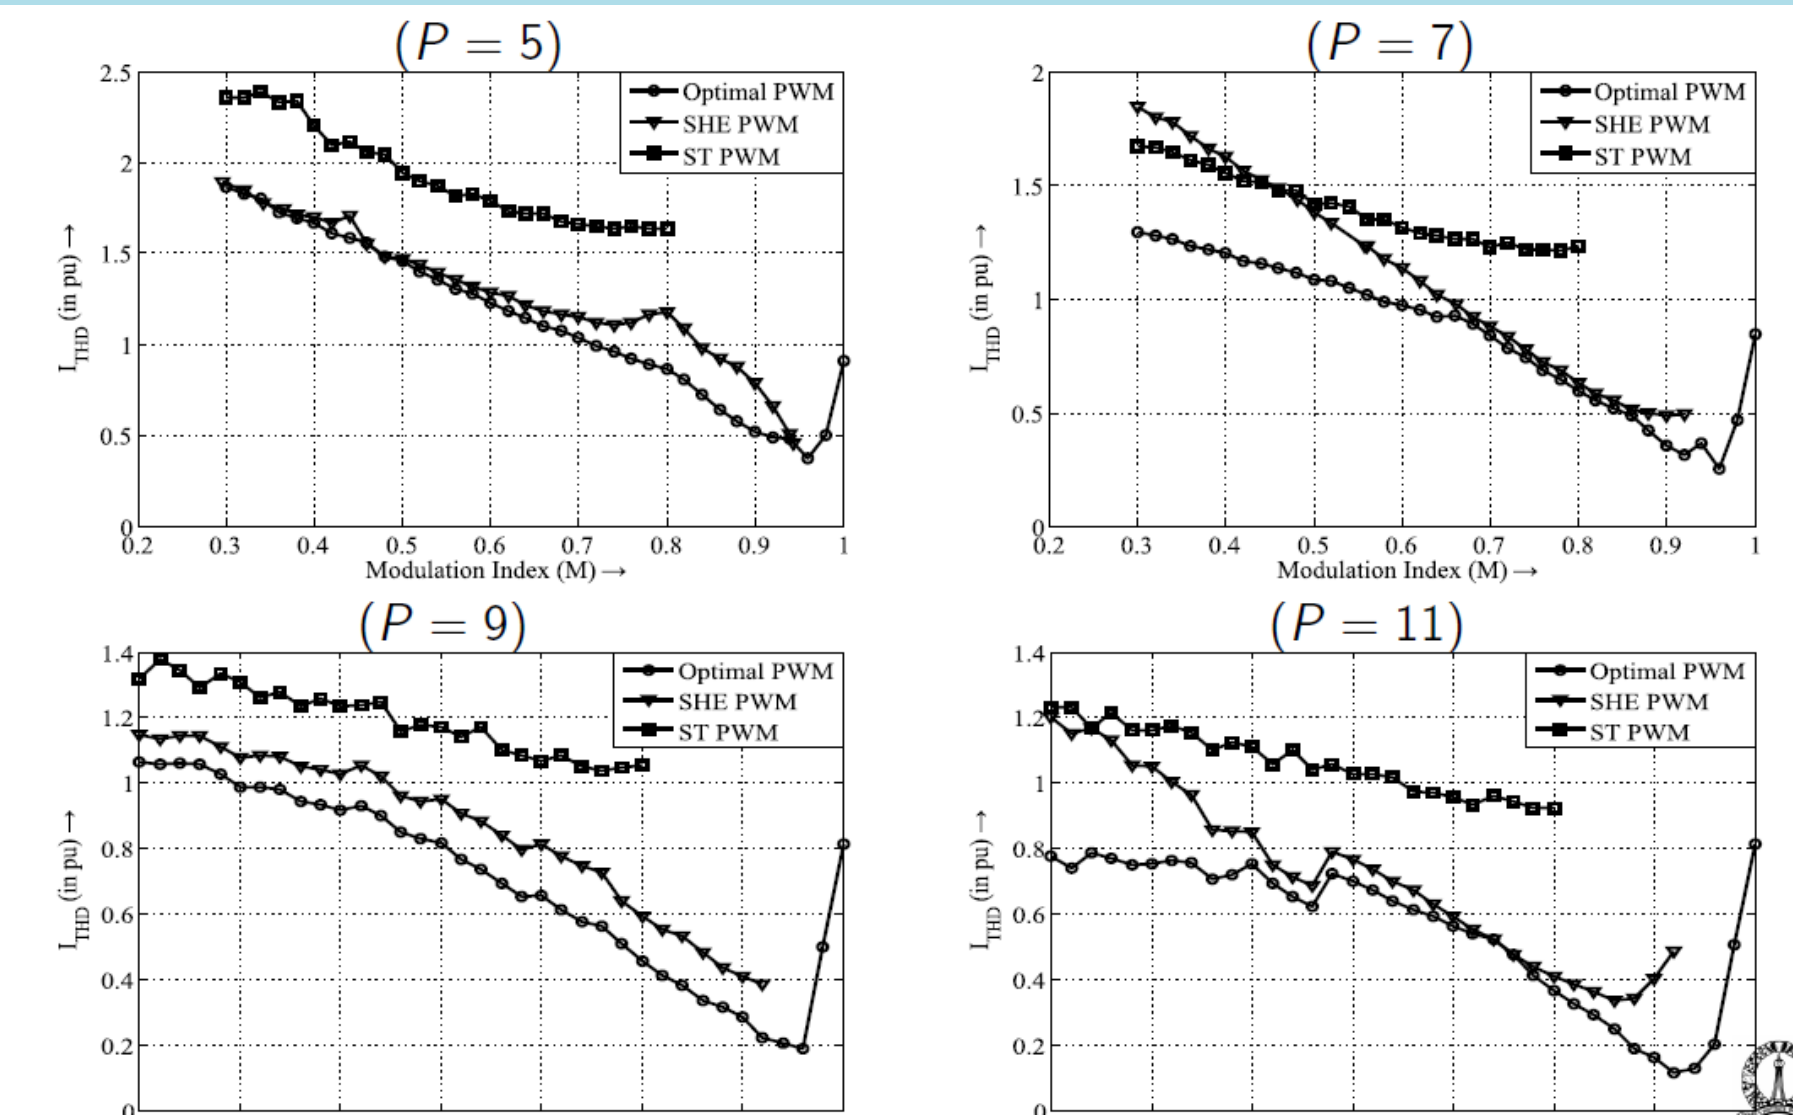 (P = 5)
2.5
2
1.5
1
0.5
0
I_THD (in pu) →
Optimal PWM
SHE PWM
ST PWM
0.2 0.3 0.4 0.5 0.6 0.7 0.8 0.9 1
Modulation Index (M) →
(P = 7)
2
1.5
1
0.5
0
I_THD (in pu) →
Optimal PWM
SHE PWM
ST PWM
0.2 0.3 0.4 0.5 0.6 0.7 0.8 0.9 1
Modulation Index (M) →
(P = 9)
1.4
1.2
1
0.8
0.6
0.4
0.2
0
I_THD (in pu) →
Optimal PWM
SHE PWM
ST PWM
(P = 11)
1.4
1.2
1
0.8
0.6
0.4
0.2
0
I_THD (in pu) →
Optimal PWM
SHE PWM
ST PWM